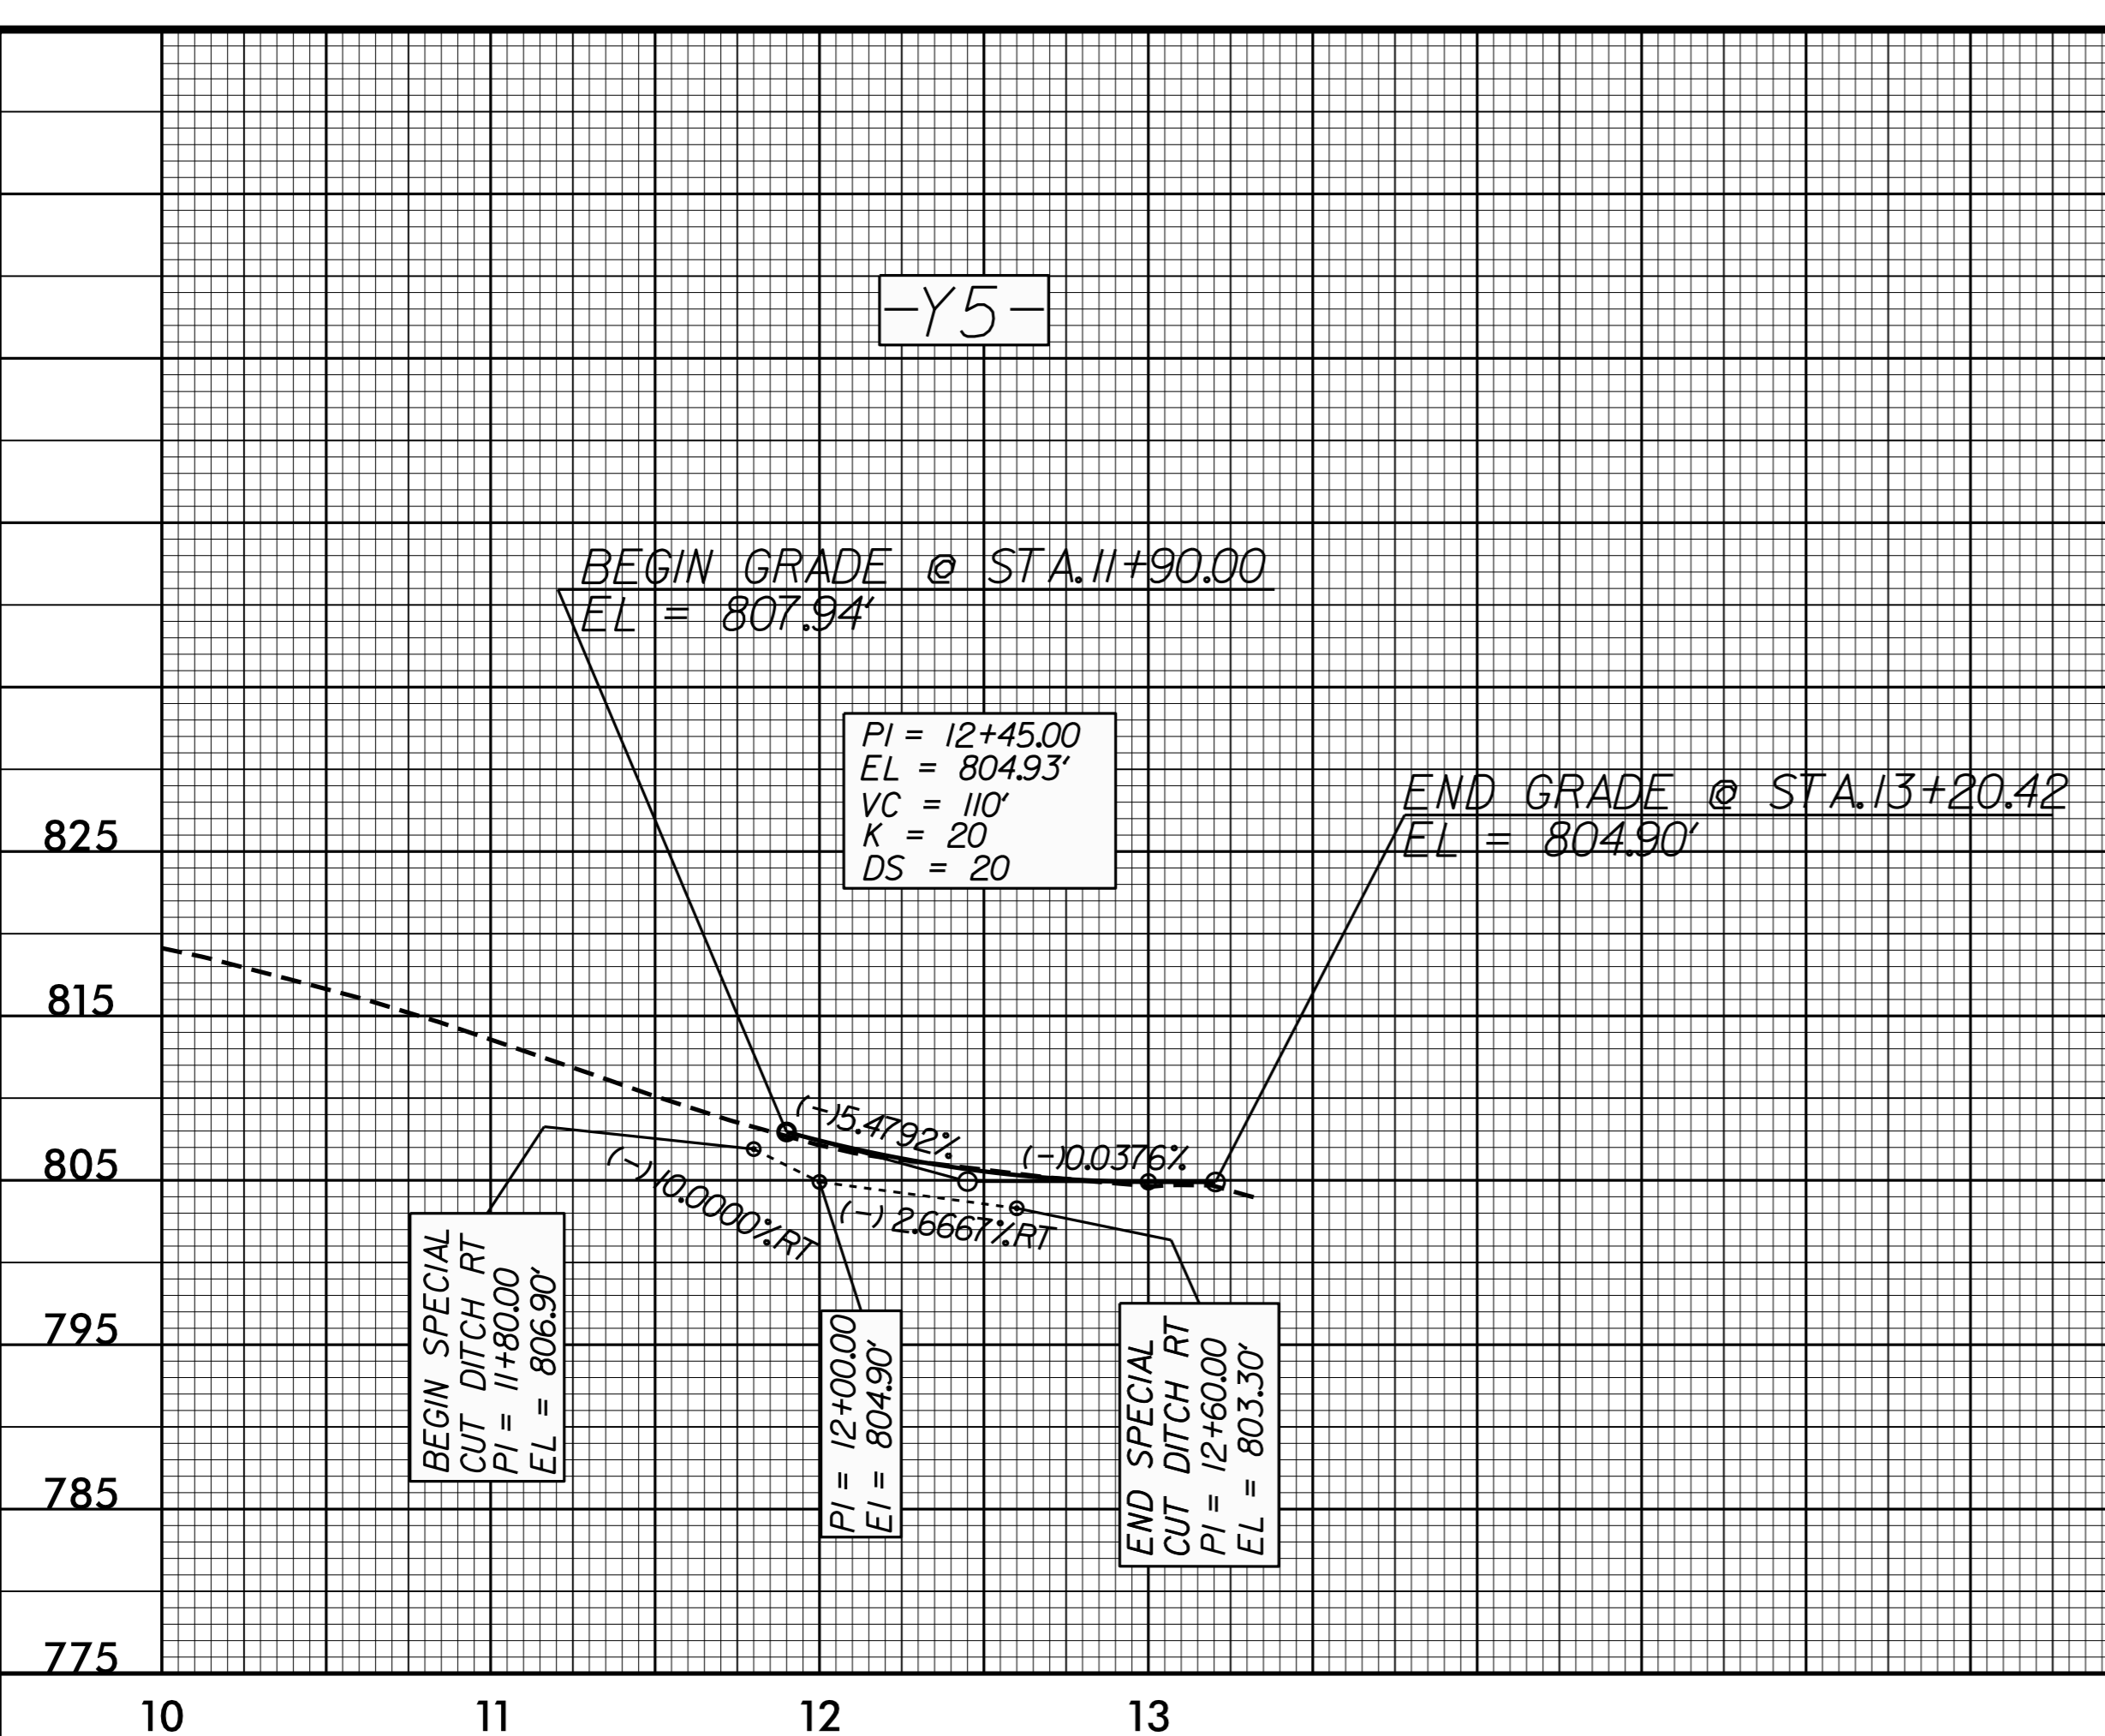 -Y5-
BEGIN GRADE @ STA.11+90.00
EL = 807.94'
PI = 12+45.00
EL = 804.93'
VC = 110'
K = 20
DS = 20
END GRADE @ STA.13+20.42
EL = 804.90'
825
815
805
795
785
775
(-)5.4792%
(-)0.0376%
(-)10.0000%RT
(-)2.6667%RT
BEGIN SPECIAL
CUT DITCH RT
PI = 11+80.00
EL = 806.90'
PI = 12+00.00
El = 804.90'
END SPECIAL
CUT DITCH RT
PI = 12+60.00
EL = 803.30'
10
11
12
13